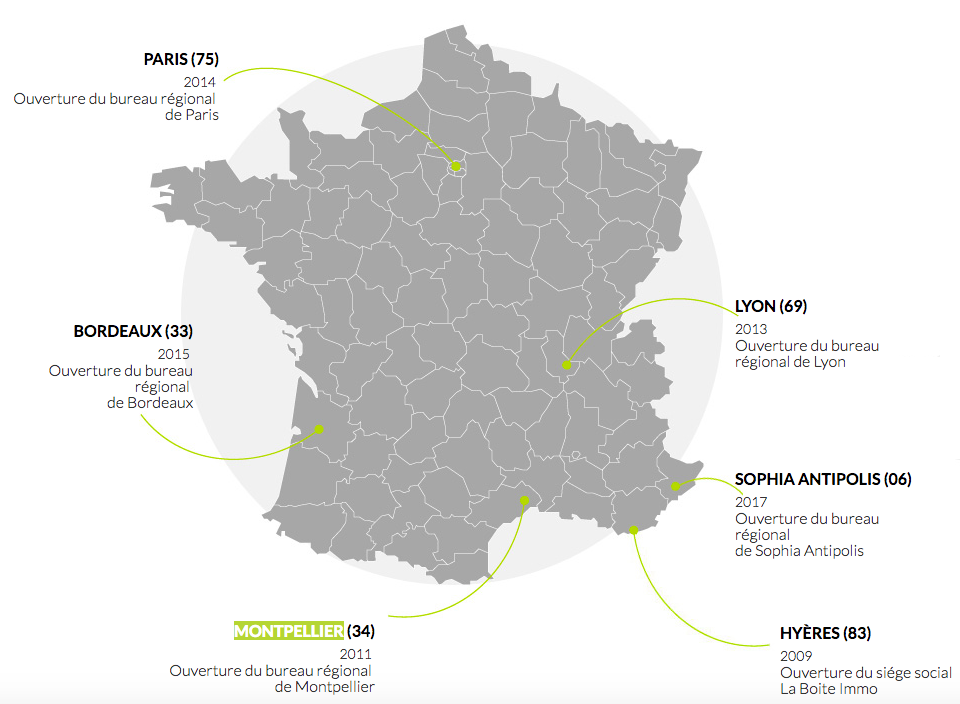 PARIS (75)
2014
Ouverture du bureau régional
de Paris
LYON (69)
2013
Ouverture du bureau
régional de Lyon
BORDEAUX (33)
2015
Ouverture du bureau
régional
de Bordeaux
SOPHIA ANTIPOLIS (06)
2017
Ouverture du bureau
régional
de Sophia Antipolis
MONTPELLIER (34)
2011
Ouverture du bureau régional
de Montpellier
HYÈRES (83)
2009
Ouverture du siége social
La Boite Immo